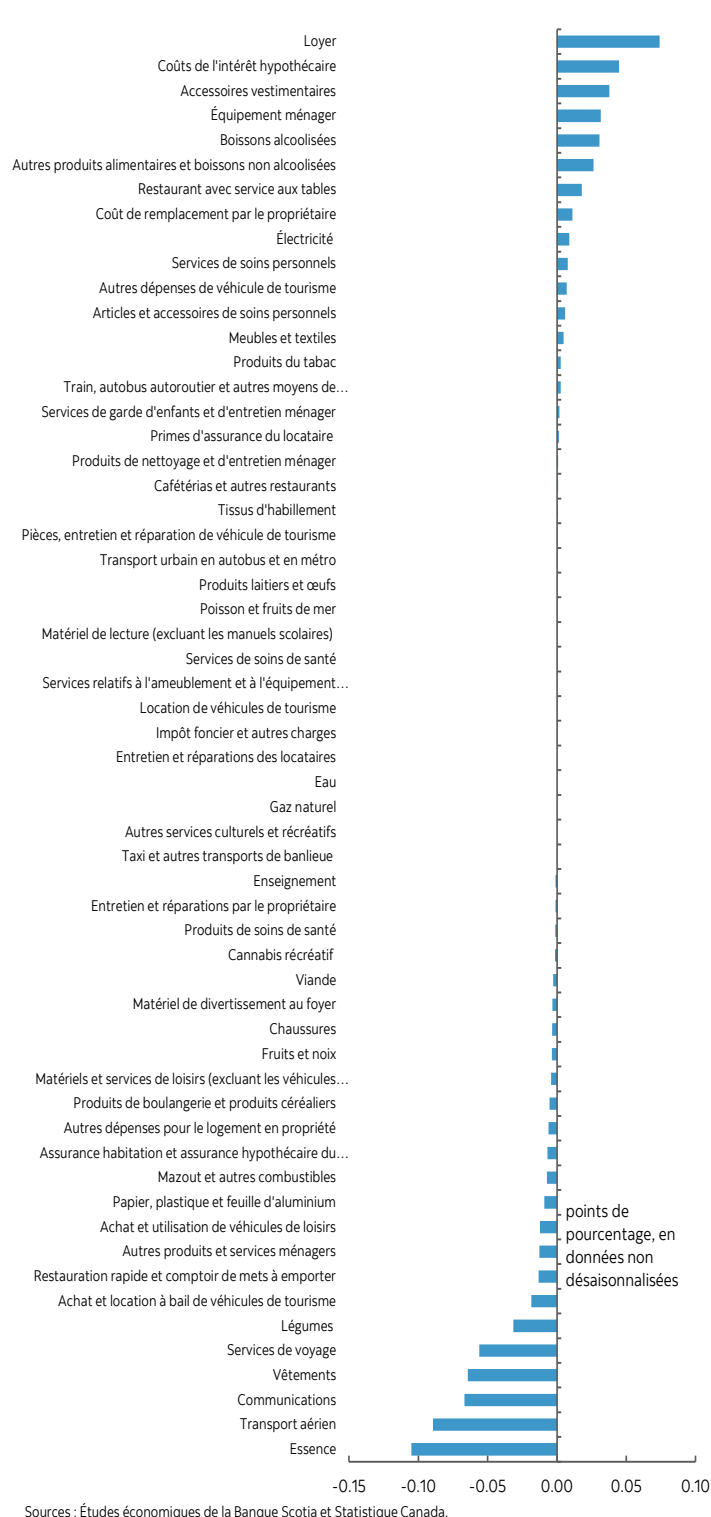 Loyer
Coûts de l'intérêt hypothécaire
Accessoires vestimentaires
Équipement ménager
Boissons alcoolisées
Autres produits alimentaires et boissons non alcoolisées
Restaurant avec service aux tables
Coût de remplacement par le propriétaire
Électricité
Services de soins personnels
Autres dépenses de véhicule de tourisme
Articles et accessoires de soins personnels
Meubles et textiles
Produits du tabac
Train, autobus autoroutier et autres moyens de…
Services de garde d'enfants et d'entretien ménager
Primes d'assurance du locataire
Produits de nettoyage et d'entretien ménager
Cafétérias et autres restaurants
Tissus d'habillement
Pièces, entretien et réparation de véhicule de tourisme
Transport urbain en autobus et en métro
Produits laitiers et œufs
Poisson et fruits de mer
Matériel de lecture (excluant les manuels scolaires)
Services de soins de santé
Services relatifs à l'ameublement et à l'équipement…
Location de véhicules de tourisme
Impôt foncier et autres charges
Entretien et réparations des locataires
Eau
Gaz naturel
Autres services culturels et récréatifs
Taxi et autres transports de banlieue
Enseignement
Entretien et réparations par le propriétaire
Produits de soins de santé
Cannabis récréatif
Viande
Matériel de divertissement au foyer
Chaussures
Fruits et noix
Matériels et services de loisirs (excluant les véhicules…
Produits de boulangerie et produits céréaliers
Autres dépenses pour le logement en propriété
Assurance habitation et assurance hypothécaire du…
Mazout et autres combustibles
Papier, plastique et feuille d'aluminium
Achat et utilisation de véhicules de loisirs
Autres produits et services ménagers
Restauration rapide et comptoir de mets à emporter
Achat et location à bail de véhicules de tourisme
Légumes
Services de voyage
Vêtements
Communications
Transport aérien
Essence
points de
pourcentage, en
données non
désaisonnalisées
-0.15 -0.10 -0.05 0.00 0.05 0.10
Sources : Études économiques de la Banque Scotia et Statistique Canada.